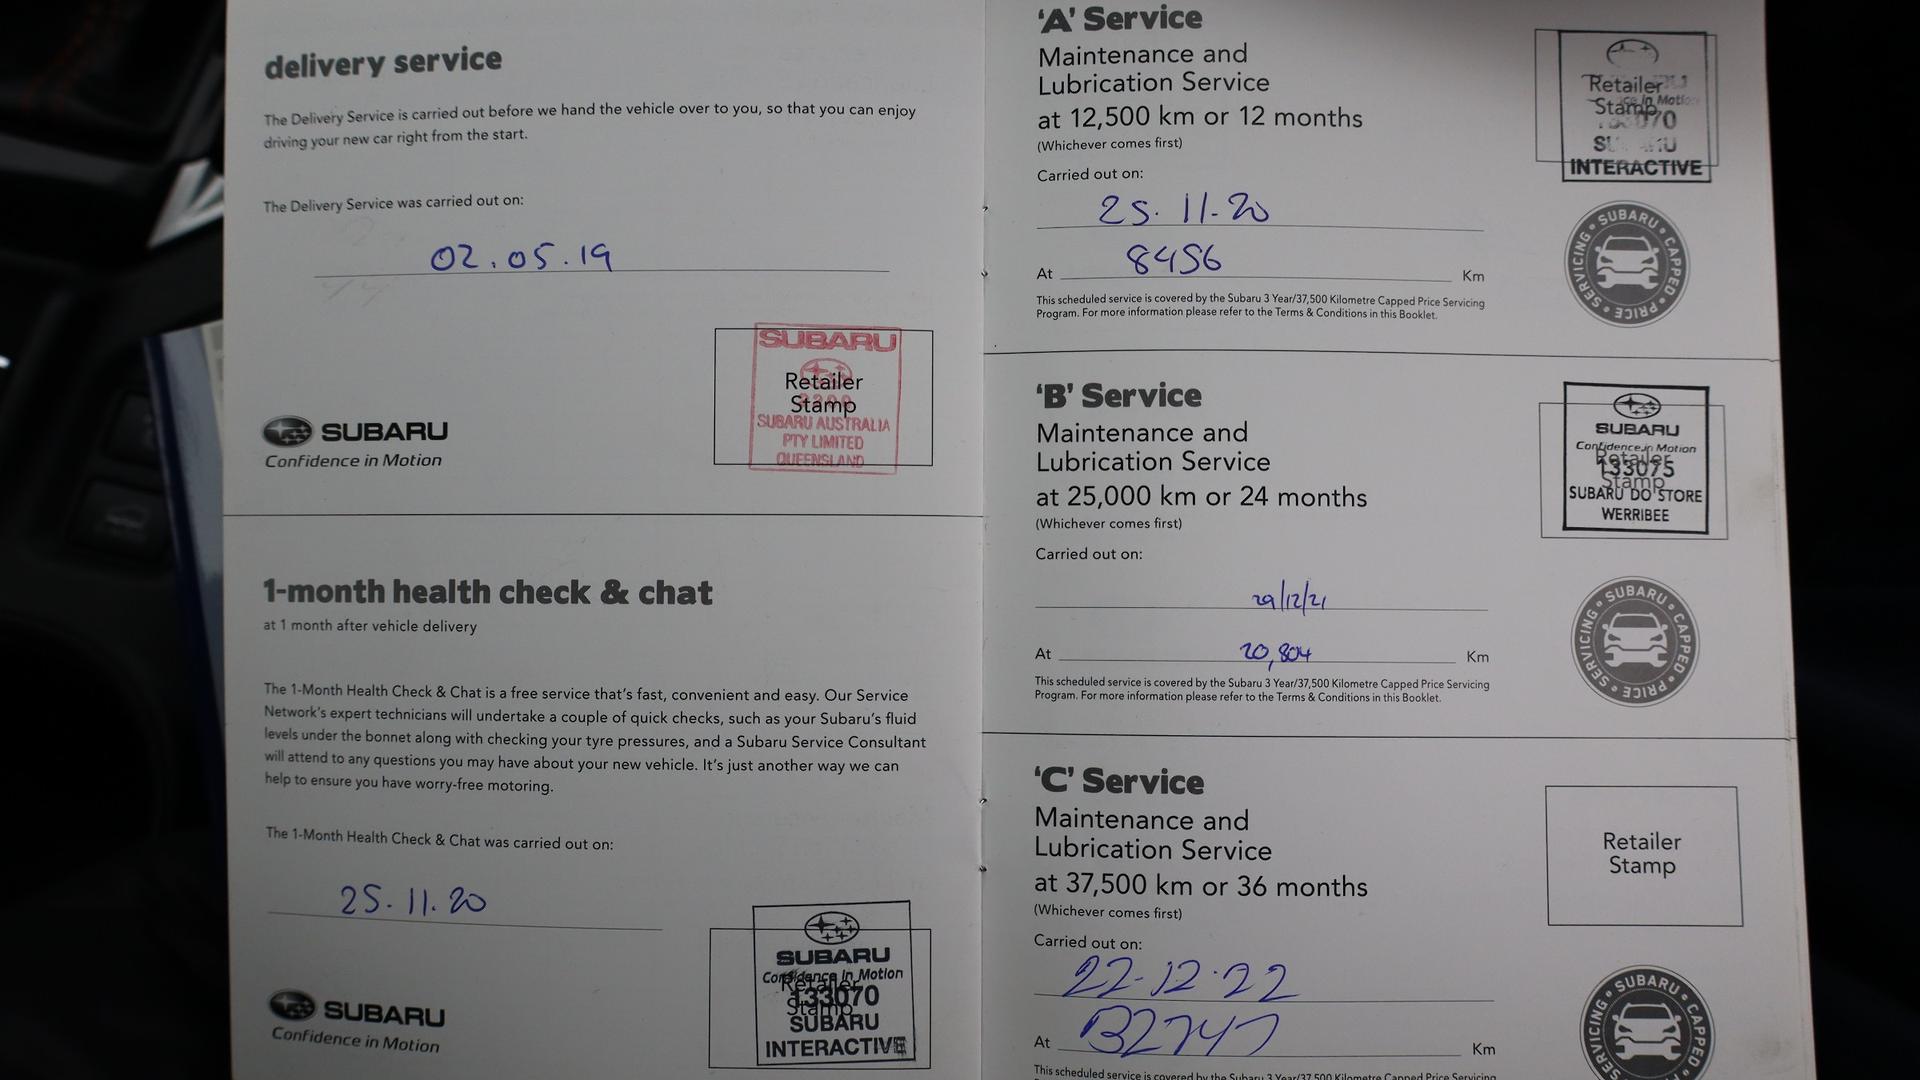 delivery service
The Delivery Service is carried out before we hand the vehicle over to you, so that you can enjoy
driving your new car right from the start.
The Delivery Service was carried out on:
02.05.19
SUBARU
Retailer
Stamp
SUBARU AUSTRALIA
PTY LIMITED
QUEENSLAND
SUBARU
Confidence in Motion
1-month health check & chat
at 1 month after vehicle delivery
The 1-Month Health Check & Chat is a free service that's fast, convenient and easy. Our Service
Network's expert technicians will undertake a couple of quick checks, such as your Subaru's fluid
levels under the bonnet along with checking your tyre pressures, and a Subaru Service Consultant
will attend to any questions you may have about your new vehicle. It's just another way we can
help to ensure you have worry-free motoring.
The 1-Month Health Check & Chat was carried out on:
25.11.20
SUBARU
Confidence in Motion
Retailer
133070
Stamp
SUBARU
INTERACTIVE
SUBARU
Confidence in Motion
'A' Service
Maintenance and
Lubrication Service
at 12,500 km or 12 months
(Whichever comes first)
Carried out on:
25.11.20
At 8456 Km
This scheduled service is covered by the Subaru 3 Year/37,500 Kilometre Capped Price Servicing
Program. For more information please refer to the Terms & Conditions in this Booklet.
Retailer
Stamp
INTERACTIVE
SUBARU • CAPPED • PRICE • SERVICING
'B' Service
Maintenance and
Lubrication Service
at 25,000 km or 24 months
(Whichever comes first)
Carried out on:
29/12/21
At 20,804 Km
This scheduled service is covered by the Subaru 3 Year/37,500 Kilometre Capped Price Servicing
Program. For more information please refer to the Terms & Conditions in this Booklet.
SUBARU
Confidence in Motion
Retailer
133075
Stamp
SUBARU DO STORE
WERRIBEE
SUBARU • CAPPED • PRICE • SERVICING
'C' Service
Maintenance and
Lubrication Service
at 37,500 km or 36 months
(Whichever comes first)
Carried out on:
22-12-22
At Km
This scheduled service is covered by the Subaru 3 Year/37,500 Kilometre Capped Price Servicing
Retailer
Stamp
SUBARU • CAPPED SERVICING